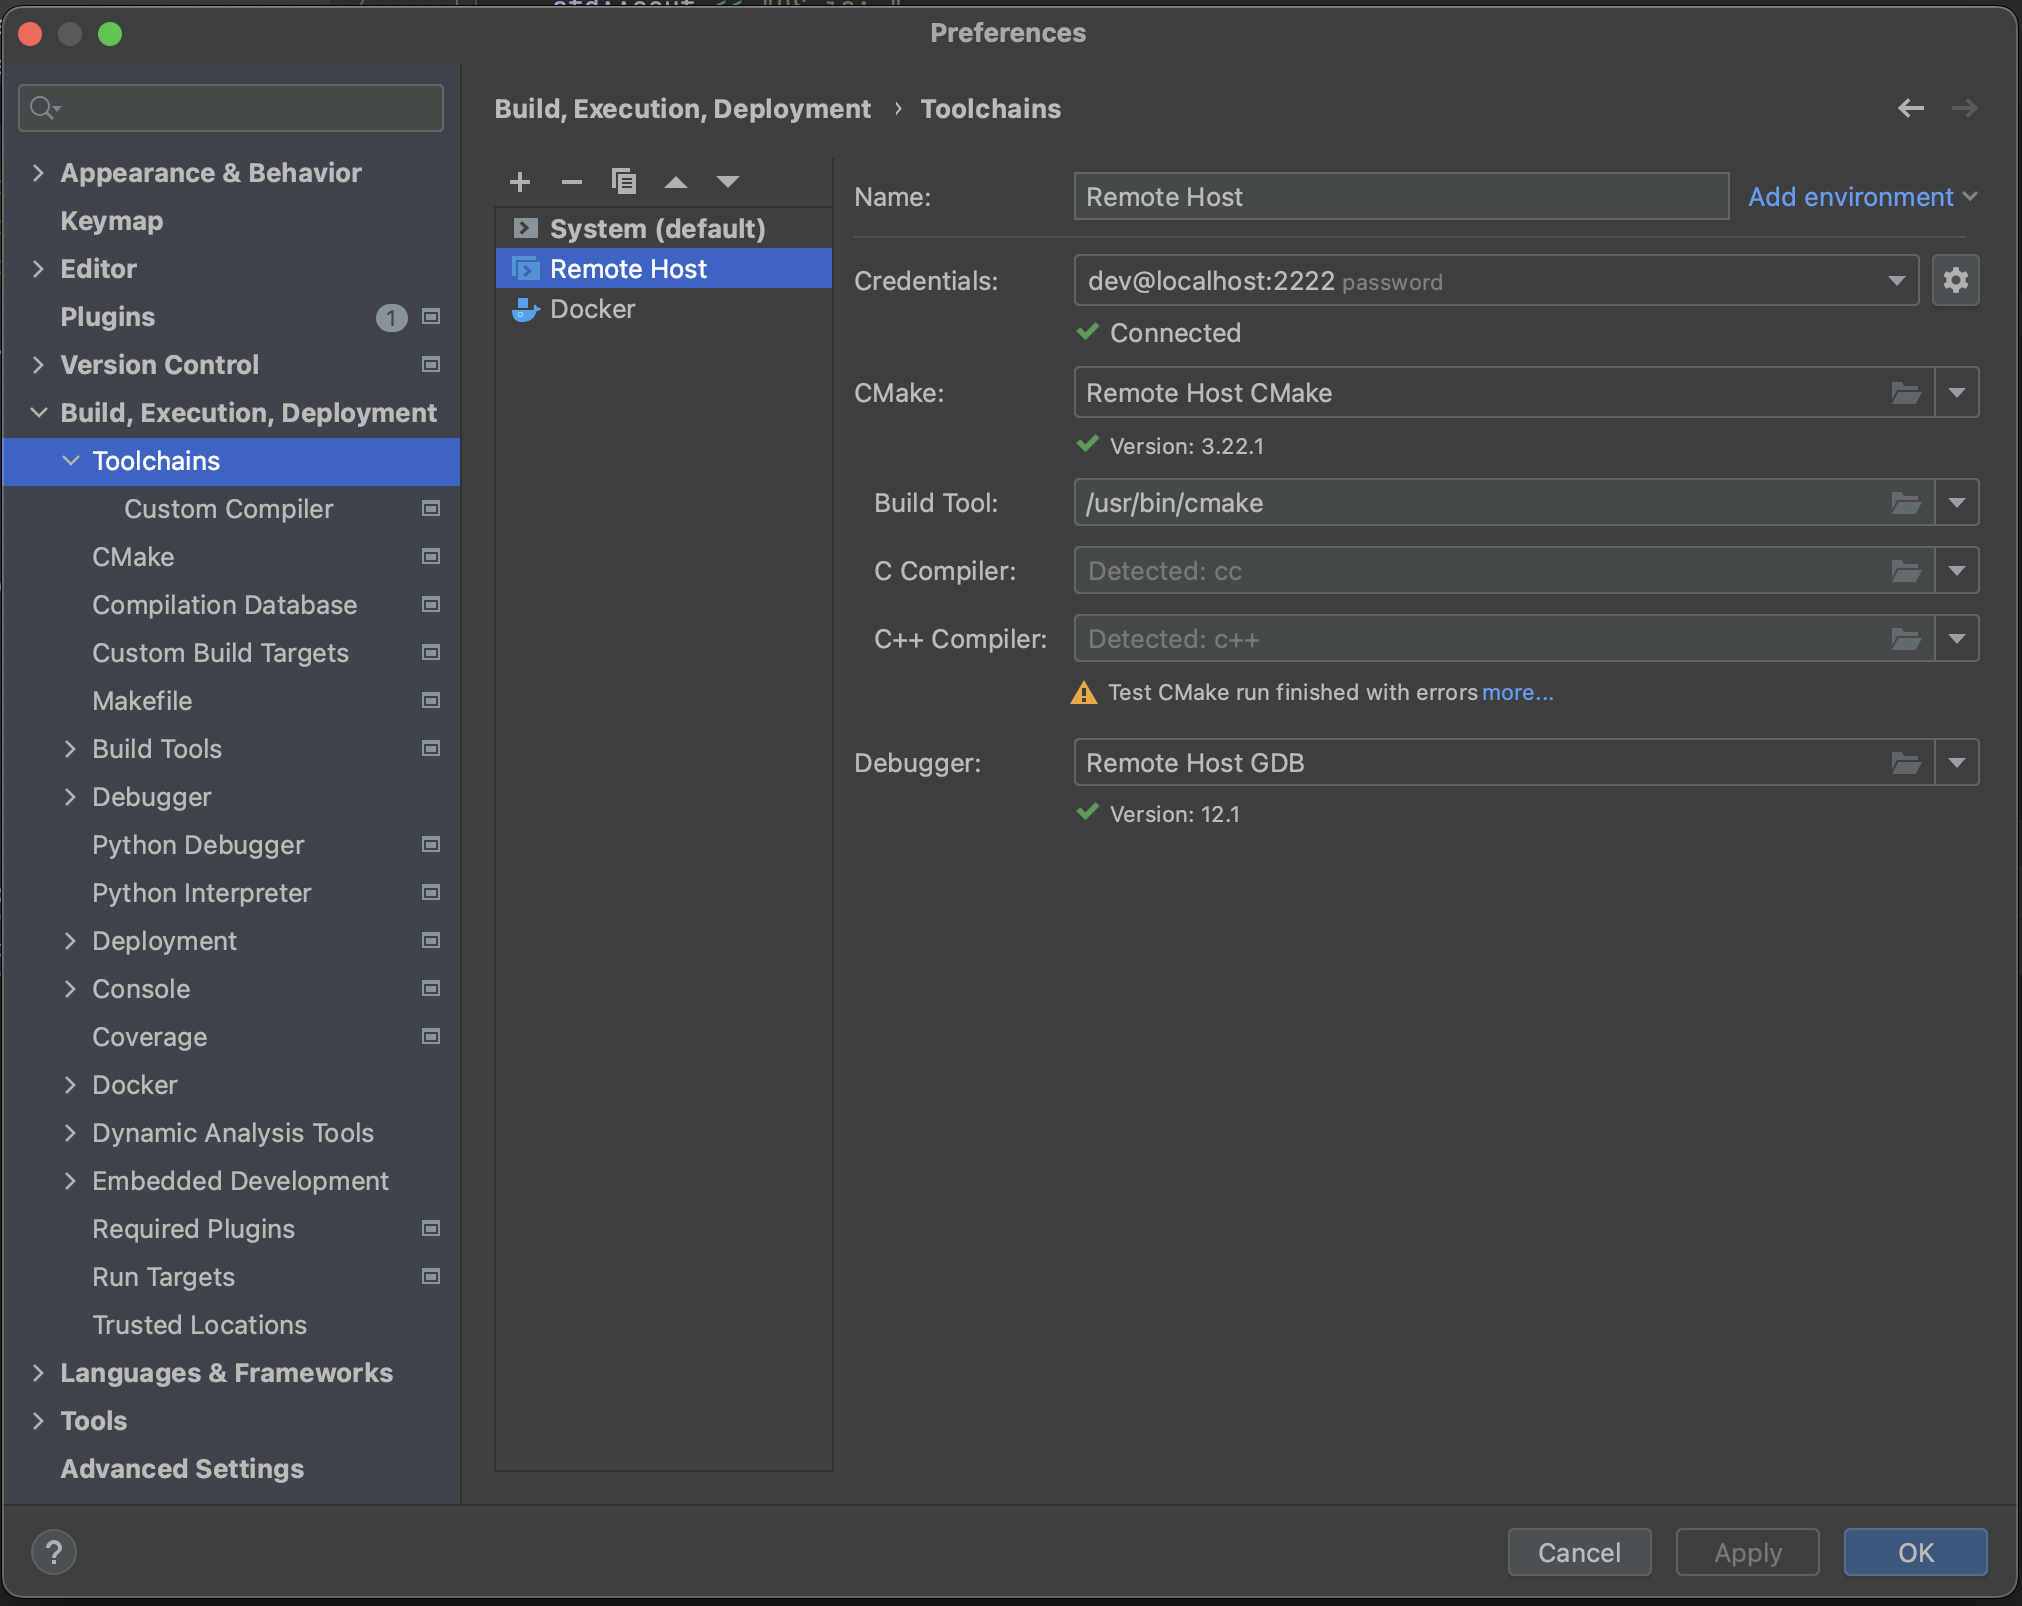 Preferences
Appearance & Behavior
Keymap
Editor
Plugins 1
Version Control
Build, Execution, Deployment
Toolchains
Custom Compiler
CMake
Compilation Database
Custom Build Targets
Makefile
Build Tools
Debugger
Python Debugger
Python Interpreter
Deployment
Console
Coverage
Docker
Dynamic Analysis Tools
Embedded Development
Required Plugins
Run Targets
Trusted Locations
Languages & Frameworks
Tools
Advanced Settings
Build, Execution, Deployment › Toolchains
System (default)
Remote Host
Docker
Name: Remote Host Add environment
Credentials: dev@localhost:2222 password
Connected
CMake: Remote Host CMake
Version: 3.22.1
Build Tool: /usr/bin/cmake
C Compiler: Detected: cc
C++ Compiler: Detected: c++
Test CMake run finished with errors more...
Debugger: Remote Host GDB
Version: 12.1
? Cancel Apply OK